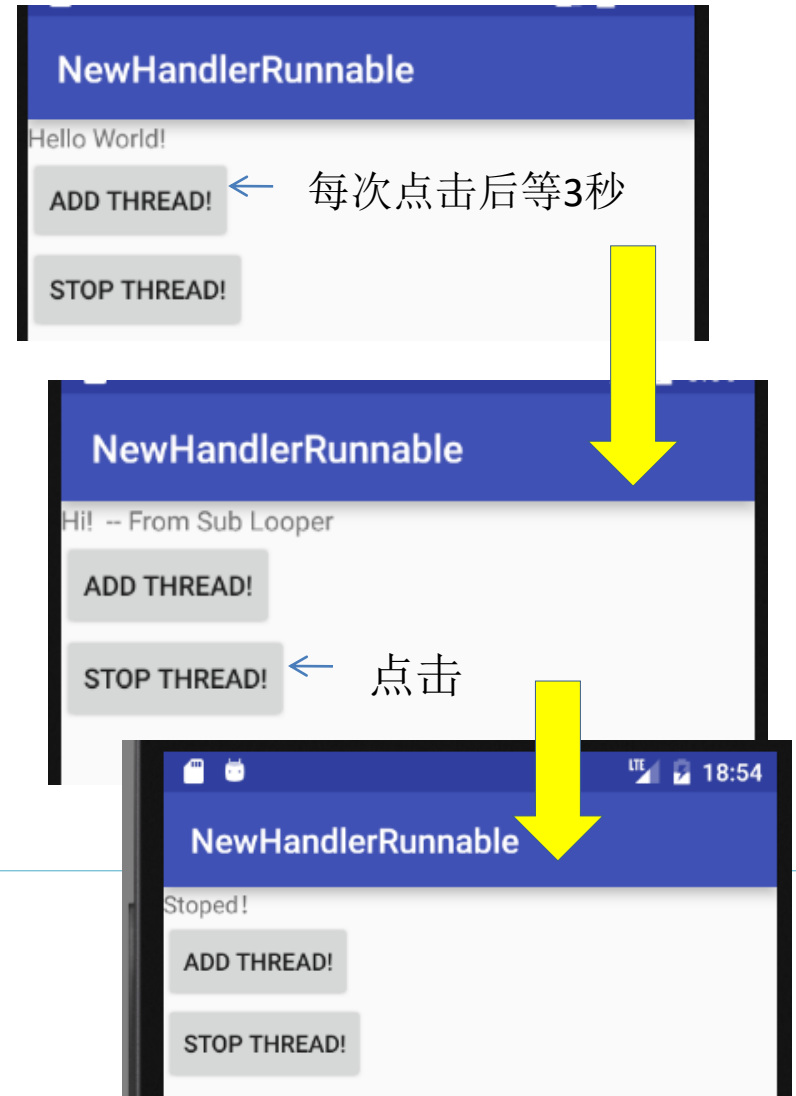 NewHandlerRunnable
Hello World!
ADD THREAD!
每次点击后等3秒
STOP THREAD!
NewHandlerRunnable
Hi! -- From Sub Looper
ADD THREAD!
STOP THREAD!
点击
LTE 18:54
NewHandlerRunnable
Stoped!
ADD THREAD!
STOP THREAD!